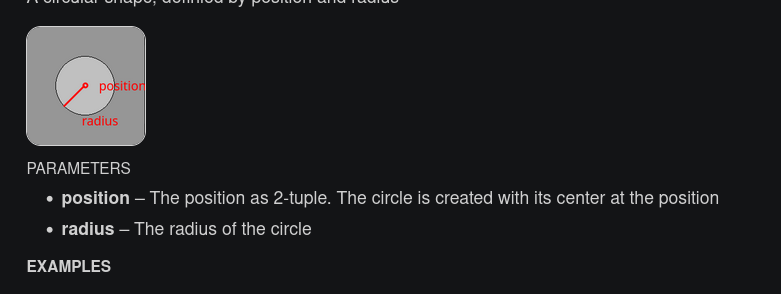 A circular shape, defined by position and radius
position
radius
PARAMETERS
• position – The position as 2-tuple. The circle is created with its center at the position
• radius – The radius of the circle
EXAMPLES